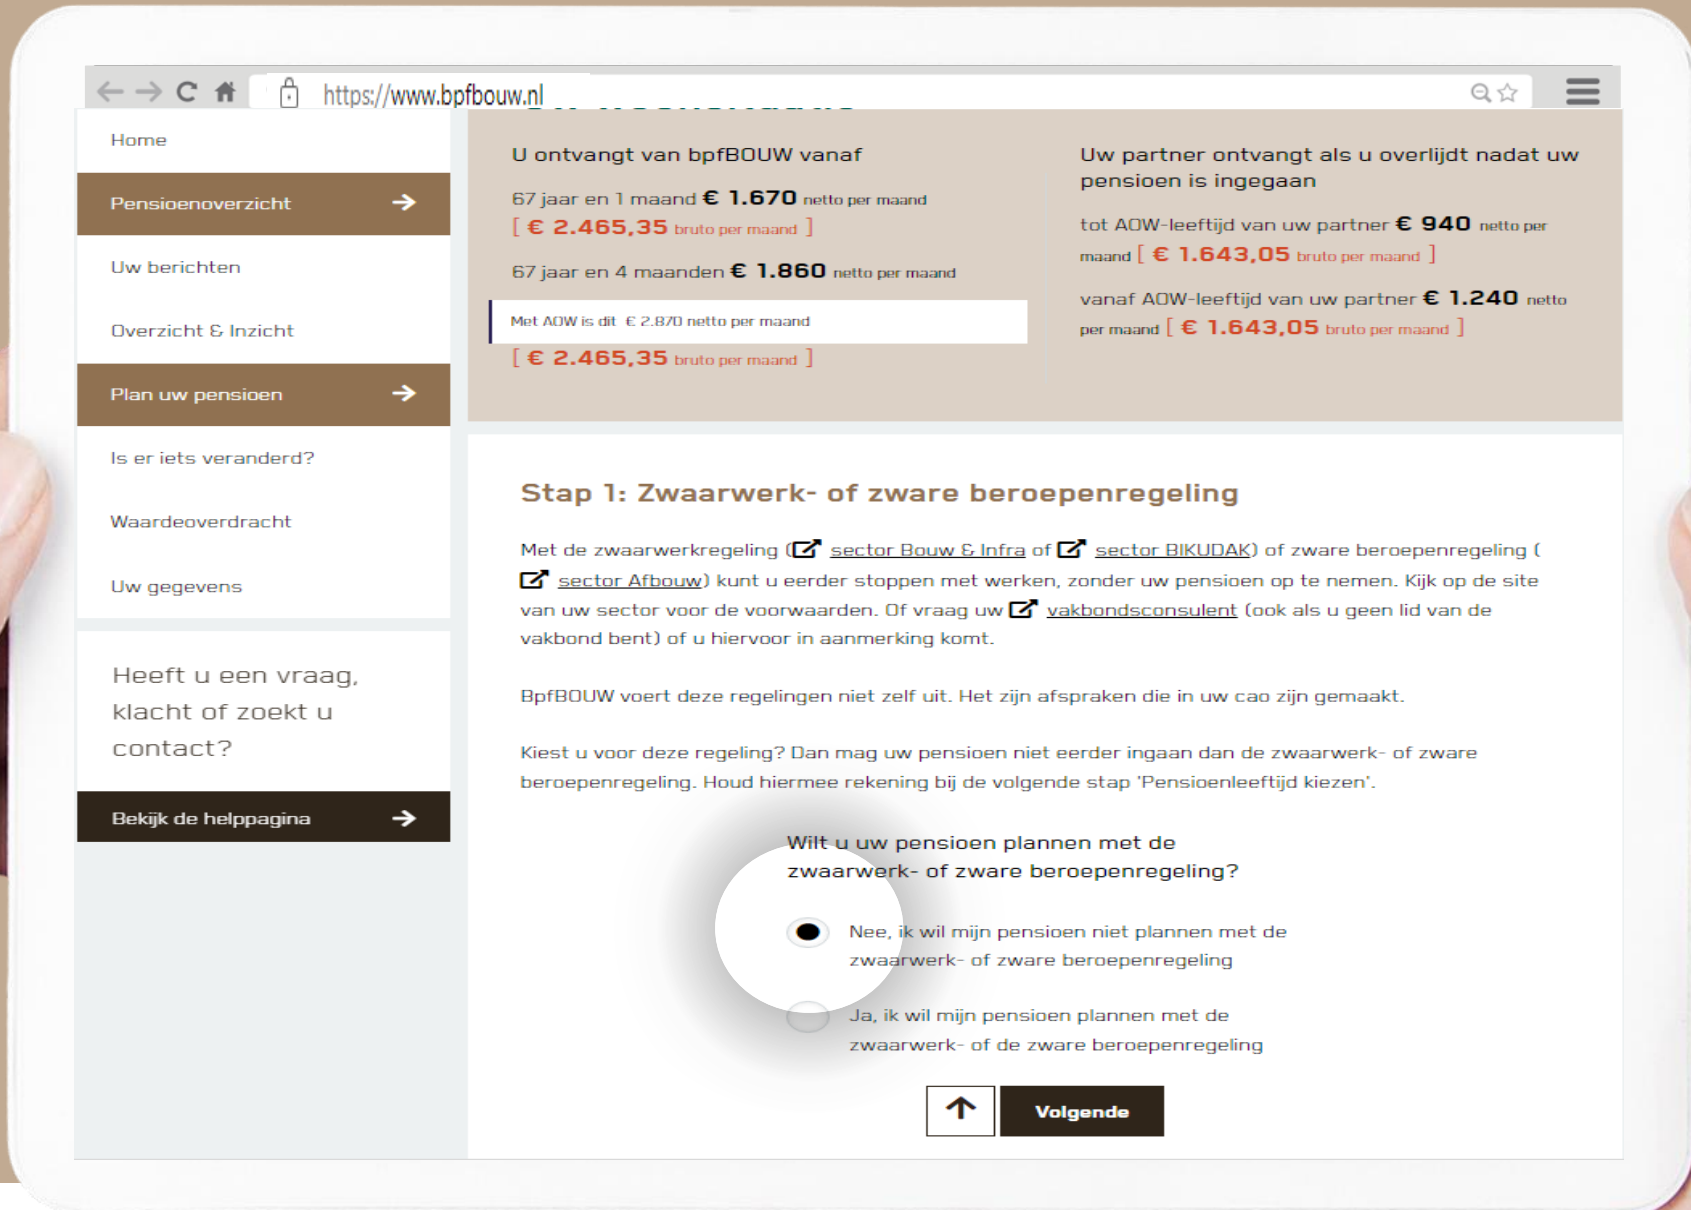 https://www.bpfbouw.nl
Home
Pensioenoverzicht
Uw berichten
Overzicht & Inzicht
Plan uw pensioen
Is er iets veranderd?
Waardeoverdracht
Uw gegevens
Heeft u een vraag,
klacht of zoekt u
contact?
Bekijk de helppagina
U ontvangt van bpfBOUW vanaf
67 jaar en 1 maand € 1.670 netto per maand
[ € 2.465,35 bruto per maand ]
67 jaar en 4 maanden € 1.860 netto per maand
Met AOW is dit € 2.870 netto per maand
[ € 2.465,35 bruto per maand ]
Uw partner ontvangt als u overlijdt nadat uw
pensioen is ingegaan
tot AOW-leeftijd van uw partner € 940 netto per
maand [ € 1.643,05 bruto per maand ]
vanaf AOW-leeftijd van uw partner € 1.240 netto
per maand [ € 1.643,05 bruto per maand ]
Stap 1: Zwaarwerk- of zware beroepenregeling
Met de zwaarwerkregeling (sector Bouw & Infra of sector BIKUDAK) of zware beroepenregeling (
sector Afbouw) kunt u eerder stoppen met werken, zonder uw pensioen op te nemen. Kijk op de site
van uw sector voor de voorwaarden. Of vraag uw vakbondsconsulent (ook als u geen lid van de
vakbond bent) of u hiervoor in aanmerking komt.
BpfBOUW voert deze regelingen niet zelf uit. Het zijn afspraken die in uw cao zijn gemaakt.
Kiest u voor deze regeling? Dan mag uw pensioen niet eerder ingaan dan de zwaarwerk- of zware
beroepenregeling. Houd hiermee rekening bij de volgende stap 'Pensioenleeftijd kiezen'.
Wilt u uw pensioen plannen met de
zwaarwerk- of zware beroepenregeling?
Nee, ik wil mijn pensioen niet plannen met de
zwaarwerk- of zware beroepenregeling
Ja, ik wil mijn pensioen plannen met de
zwaarwerk- of de zware beroepenregeling
Volgende